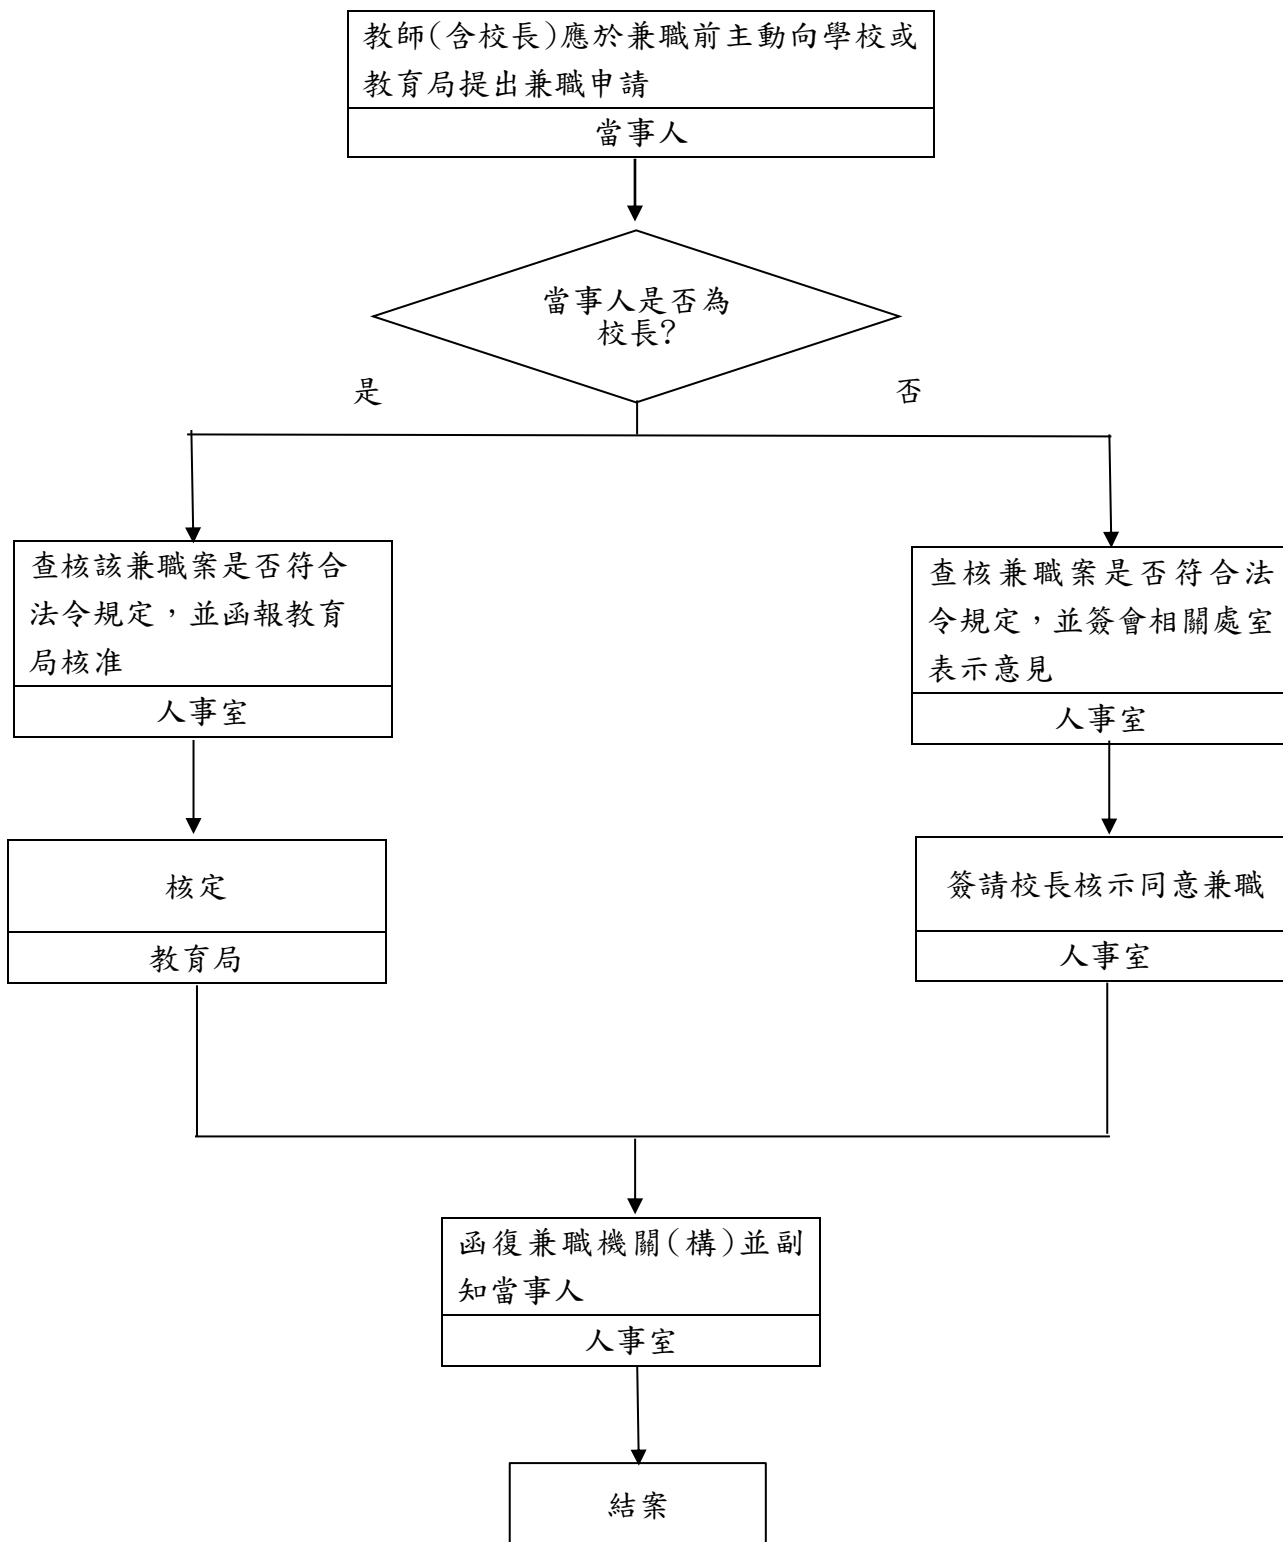 教師(含校長)應於兼職前主動向學校或
教育局提出兼職申請
當事人
當事人是否為
校長?
是
否
查核該兼職案是否符合
法令規定，並函報教育
局核准
人事室
查核兼職案是否符合法
令規定，並簽會相關處室
表示意見
人事室
核定
教育局
簽請校長核示同意兼職
人事室
函復兼職機關(構)並副
知當事人
人事室
結案